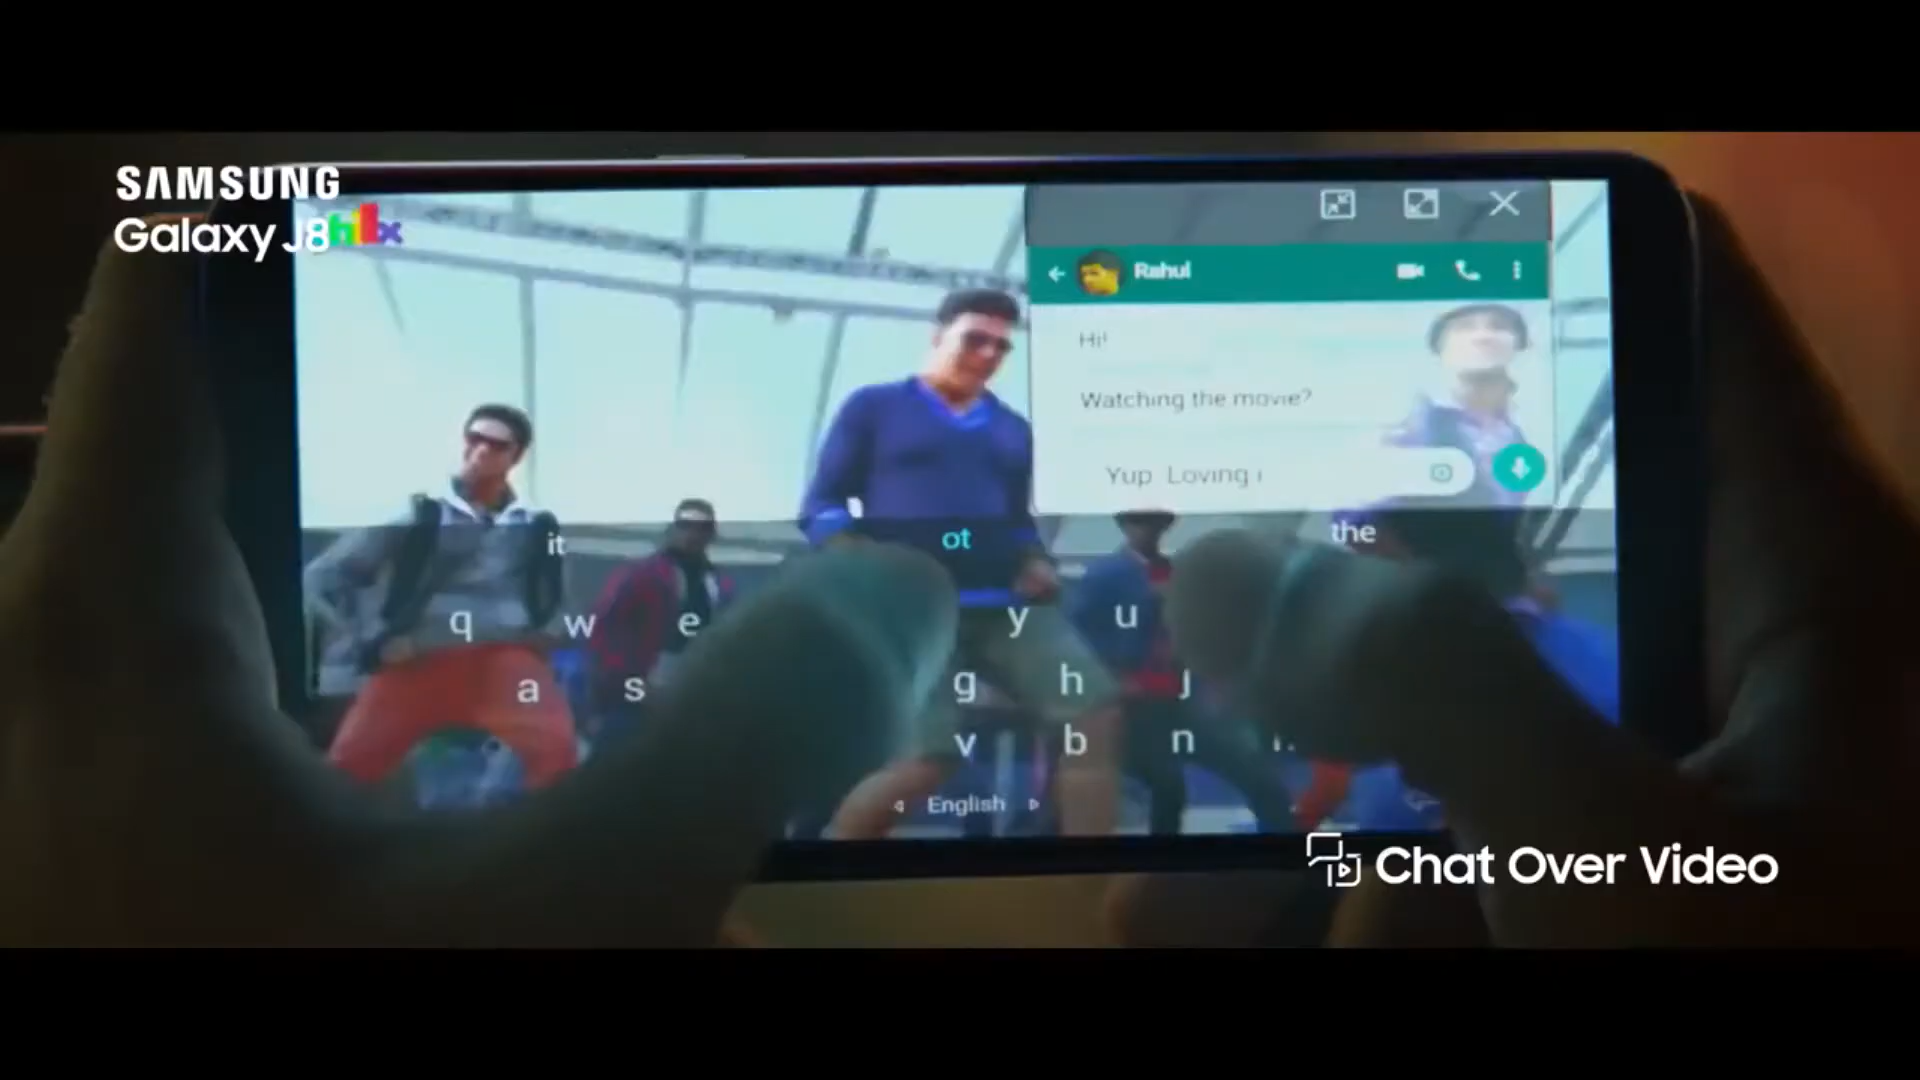 SAMSUNG
Galaxy J8
Rahul
Hi!
Watching the movie?
Yup Loving i
it ot the
q w e y u
a s g h j
v b n
English
Chat Over Video